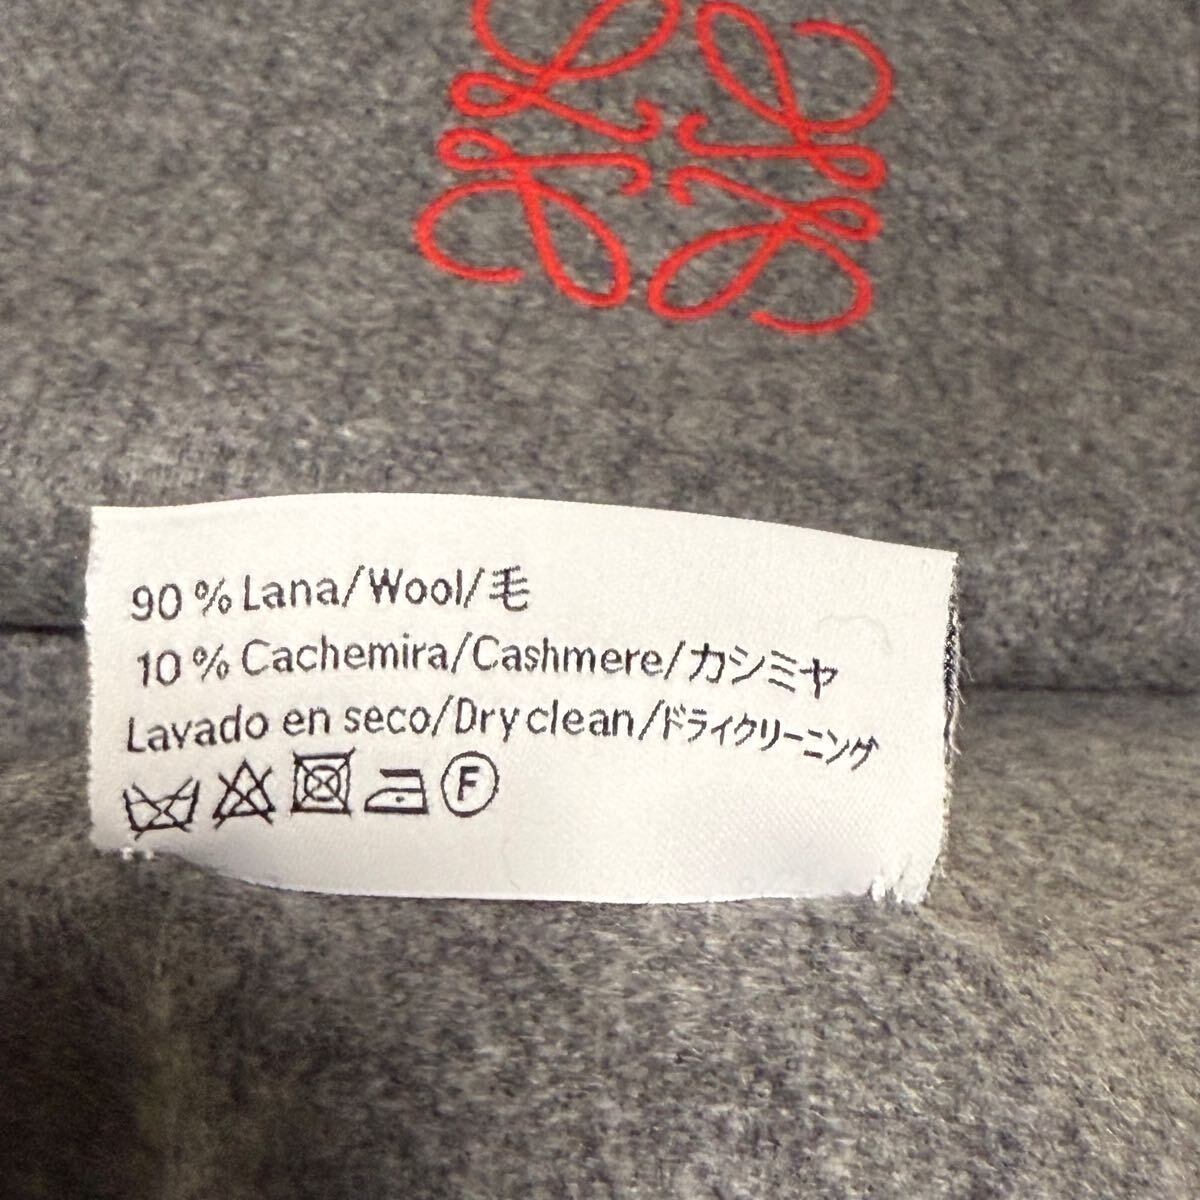 90 % Lana/Wool/毛
10 % Cachemira/Cashmere/カシミヤ
Lavado en seco/Dry clean/ドライクリーニング
F